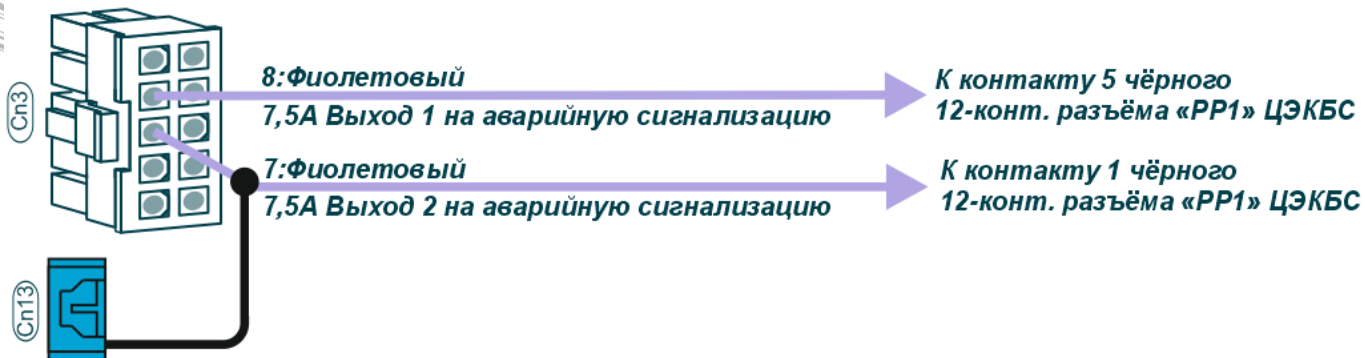 Сп3
8:Фиолетовый
7,5А Выход 1 на аварийную сигнализацию
К контакту 5 чёрного
12-конт. разъёма «РР1» ЦЭКБС
7:Фиолетовый
7,5А Выход 2 на аварийную сигнализацию
К контакту 1 чёрного
12-конт. разъёма «РР1» ЦЭКБС
Сп13